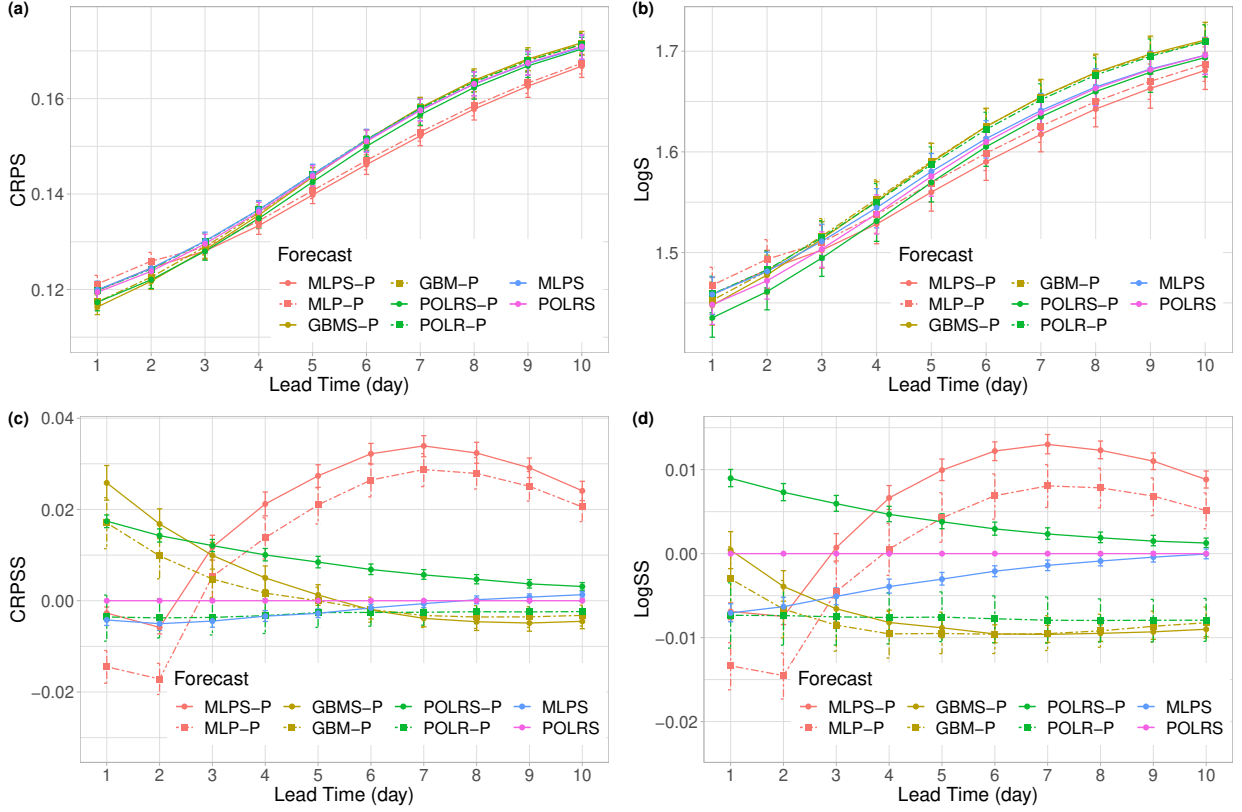 (a)
CRPS
0.16
0.14
0.12
Forecast
MLPS−P GBM−P MLPS
MLP−P POLRS−P POLRS
GBMS−P POLR−P
1 2 3 4 5 6 7 8 9 10
Lead Time (day)
(b)
LogS
1.7
1.6
1.5
Forecast
MLPS−P GBM−P MLPS
MLP−P POLRS−P POLRS
GBMS−P POLR−P
1 2 3 4 5 6 7 8 9 10
Lead Time (day)
(c)
CRPSS
0.04
0.02
0.00
−0.02
Forecast
MLPS−P GBMS−P POLRS−P MLPS
MLP−P GBM−P POLR−P POLRS
1 2 3 4 5 6 7 8 9 10
Lead Time (day)
(d)
LogSS
0.01
0.00
−0.01
−0.02
Forecast
MLPS−P GBMS−P POLRS−P MLPS
MLP−P GBM−P POLR−P POLRS
1 2 3 4 5 6 7 8 9 10
Lead Time (day)